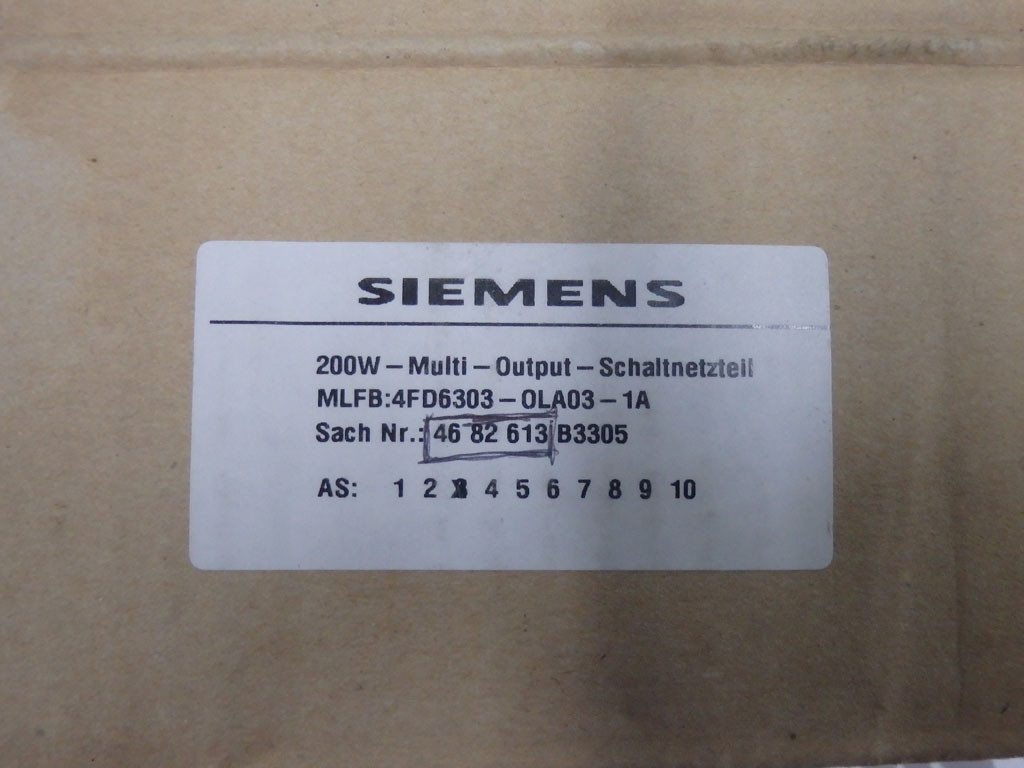 SIEMENS
200W – Multi – Output – Schaltnetzteil
MLFB:4FD6303 – 0LA03 – 1A
Sach Nr.: 46 82 613 B3305
AS: 1 2 3 4 5 6 7 8 9 10